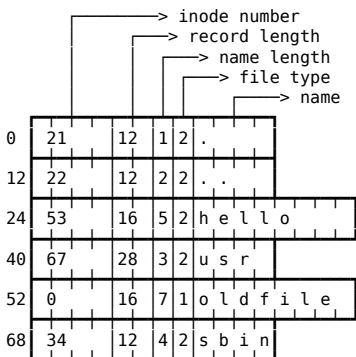 inode number
record length
name length
file type
name
0 21 12 1 2 .
12 22 12 2 2 . .
24 53 16 5 2 h e l l o
40 67 28 3 2 u s r
52 0 16 7 1 o l d f i l e
68 34 12 4 2 s b i n